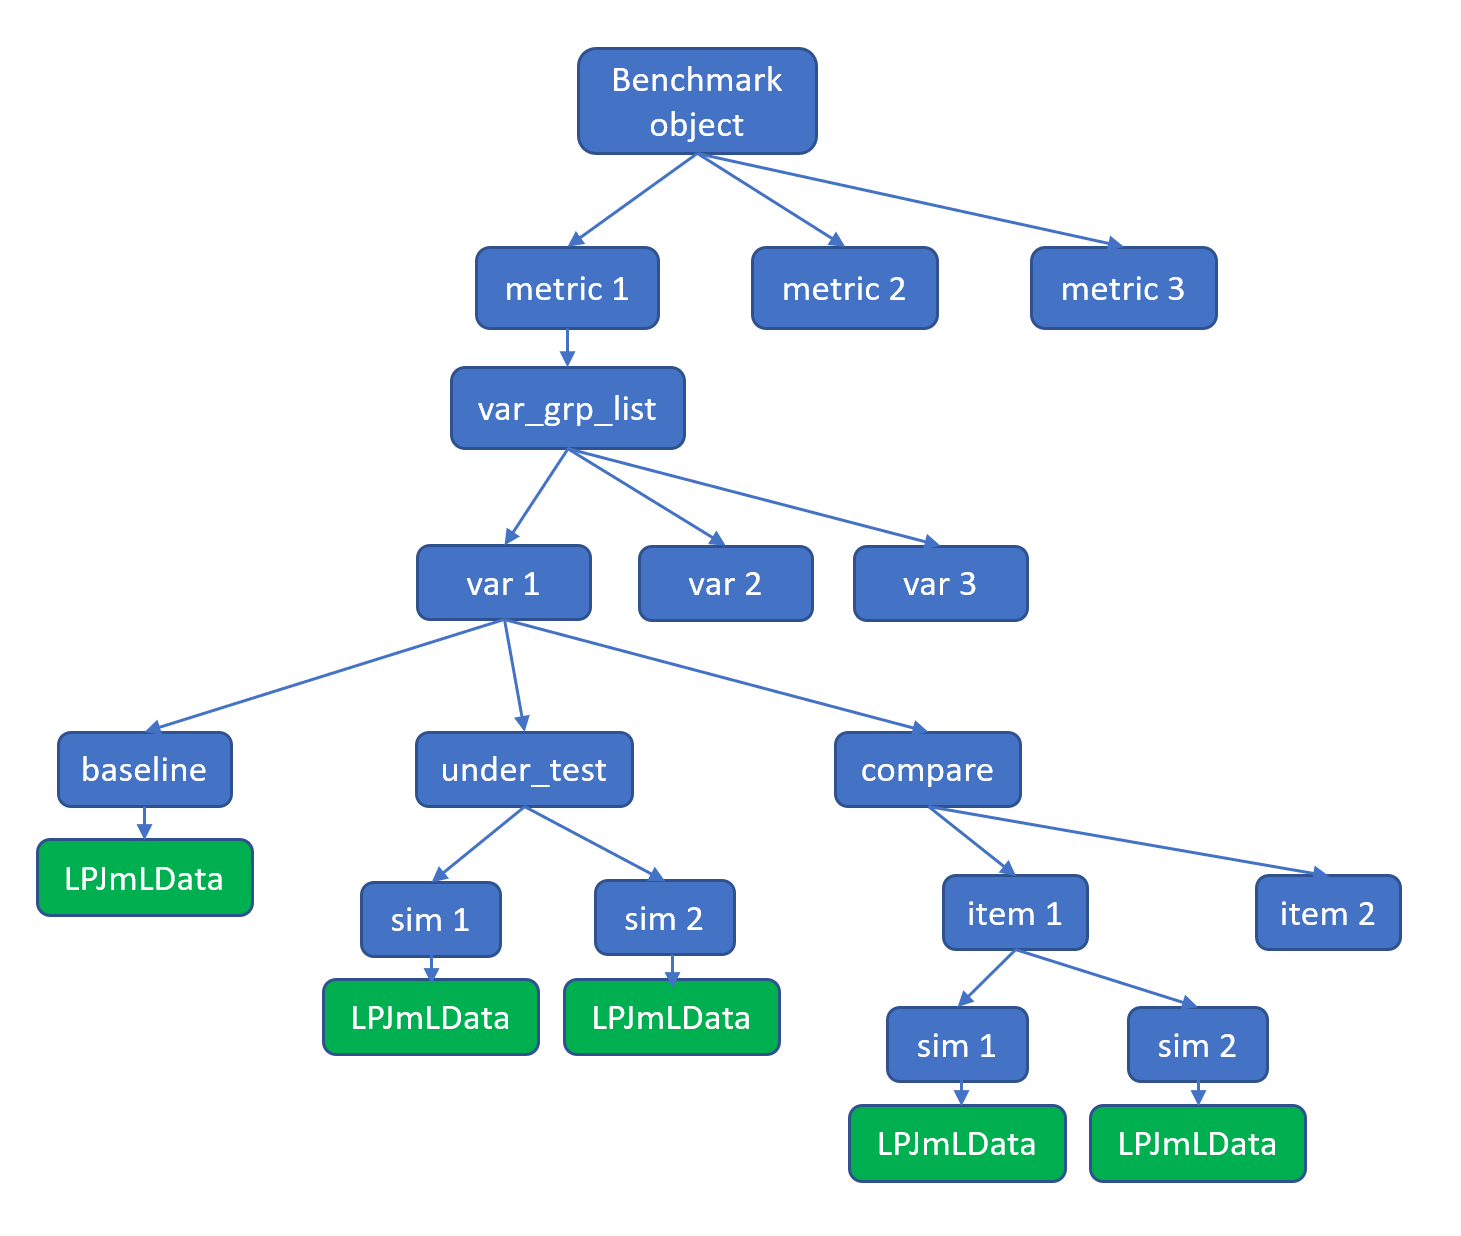 Benchmark
object
metric 1
metric 2
metric 3
var_grp_list
var 1
var 2
var 3
baseline
under_test
compare
LPJmLData
sim 1
sim 2
item 1
item 2
LPJmLData
LPJmLData
sim 1
sim 2
LPJmLData
LPJmLData